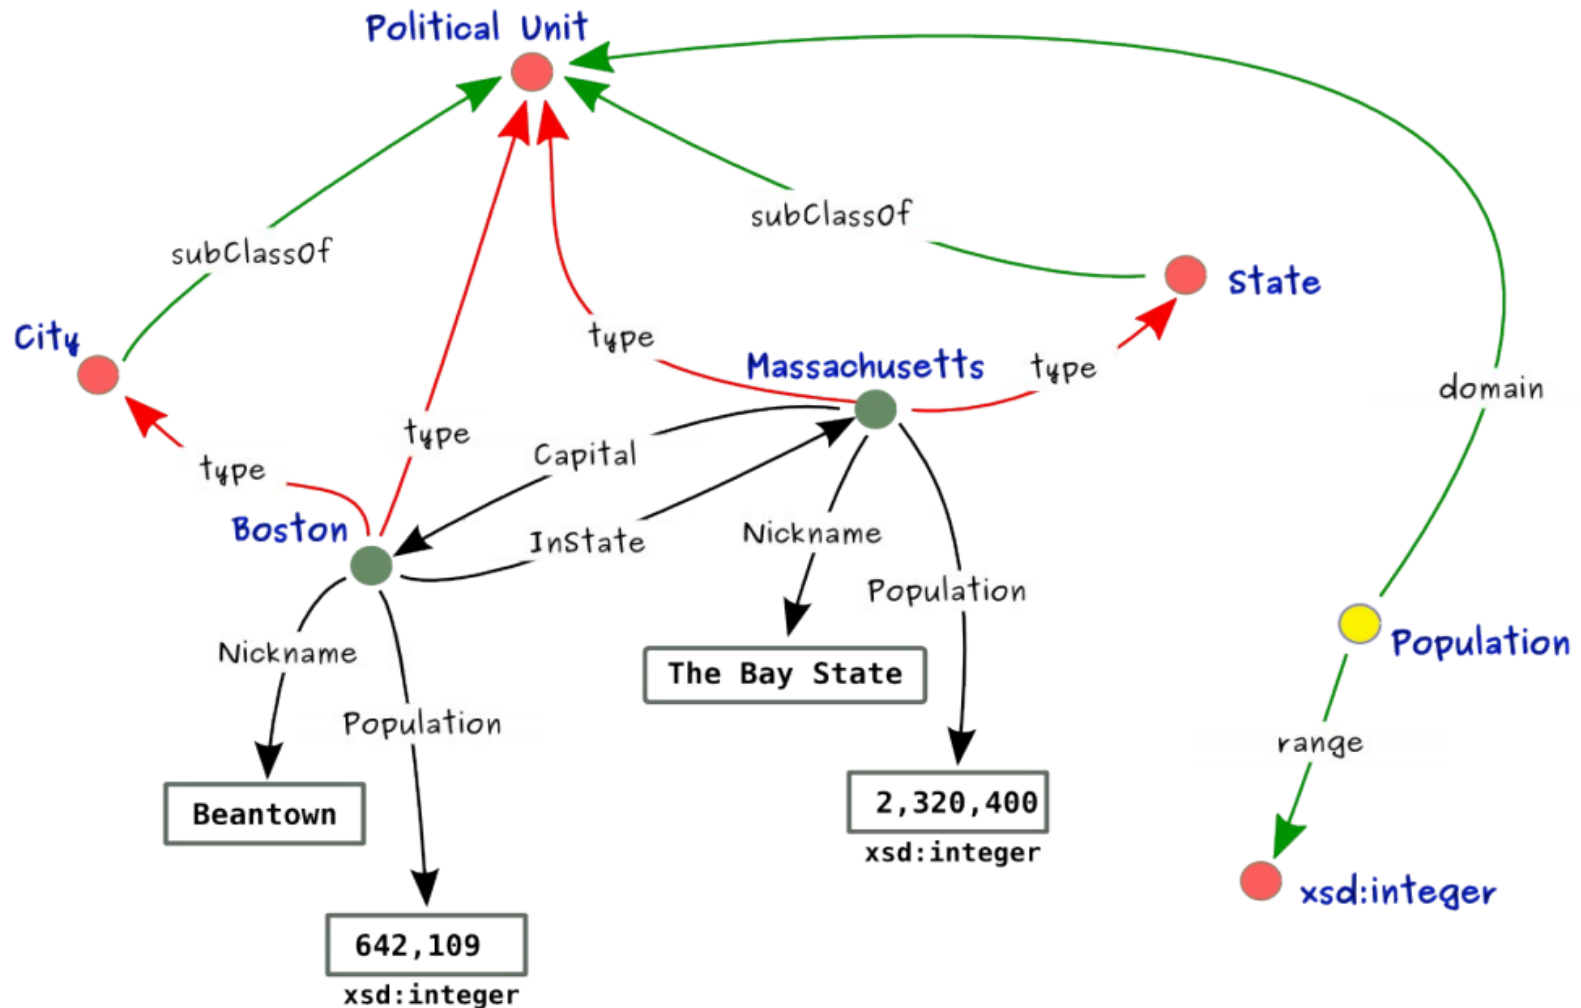 Political Unit
subClassOf
subClassOf
State
City
type
Massachusetts
type
domain
type
Capital
type
Boston
InState
Nickname
Population
Nickname
The Bay State
Population
Population
range
Beantown
2,320,400
xsd:integer
xsd:integer
642,109
xsd:integer